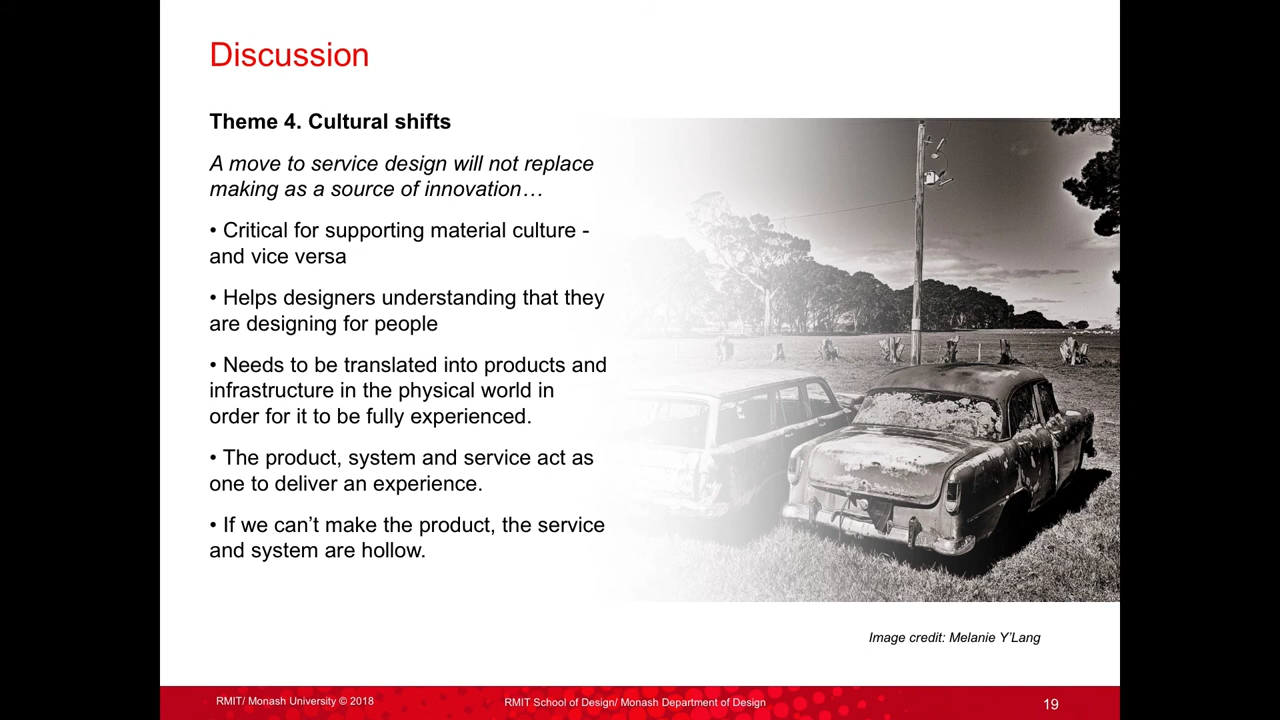 Discussion
Theme 4. Cultural shifts
A move to service design will not replace
making as a source of innovation…
• Critical for supporting material culture -
and vice versa
• Helps designers understanding that they
are designing for people
• Needs to be translated into products and
infrastructure in the physical world in
order for it to be fully experienced.
• The product, system and service act as
one to deliver an experience.
• If we can’t make the product, the service
and system are hollow.
Image credit: Melanie Y’Lang
RMIT/ Monash University © 2018
RMIT School of Design/ Monash Department of Design
19